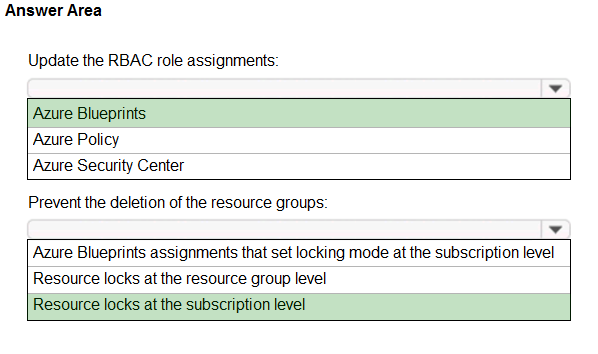 Answer Area
Update the RBAC role assignments:
Azure Blueprints
Azure Policy
Azure Security Center
Prevent the deletion of the resource groups:
Azure Blueprints assignments that set locking mode at the subscription level
Resource locks at the resource group level
Resource locks at the subscription level